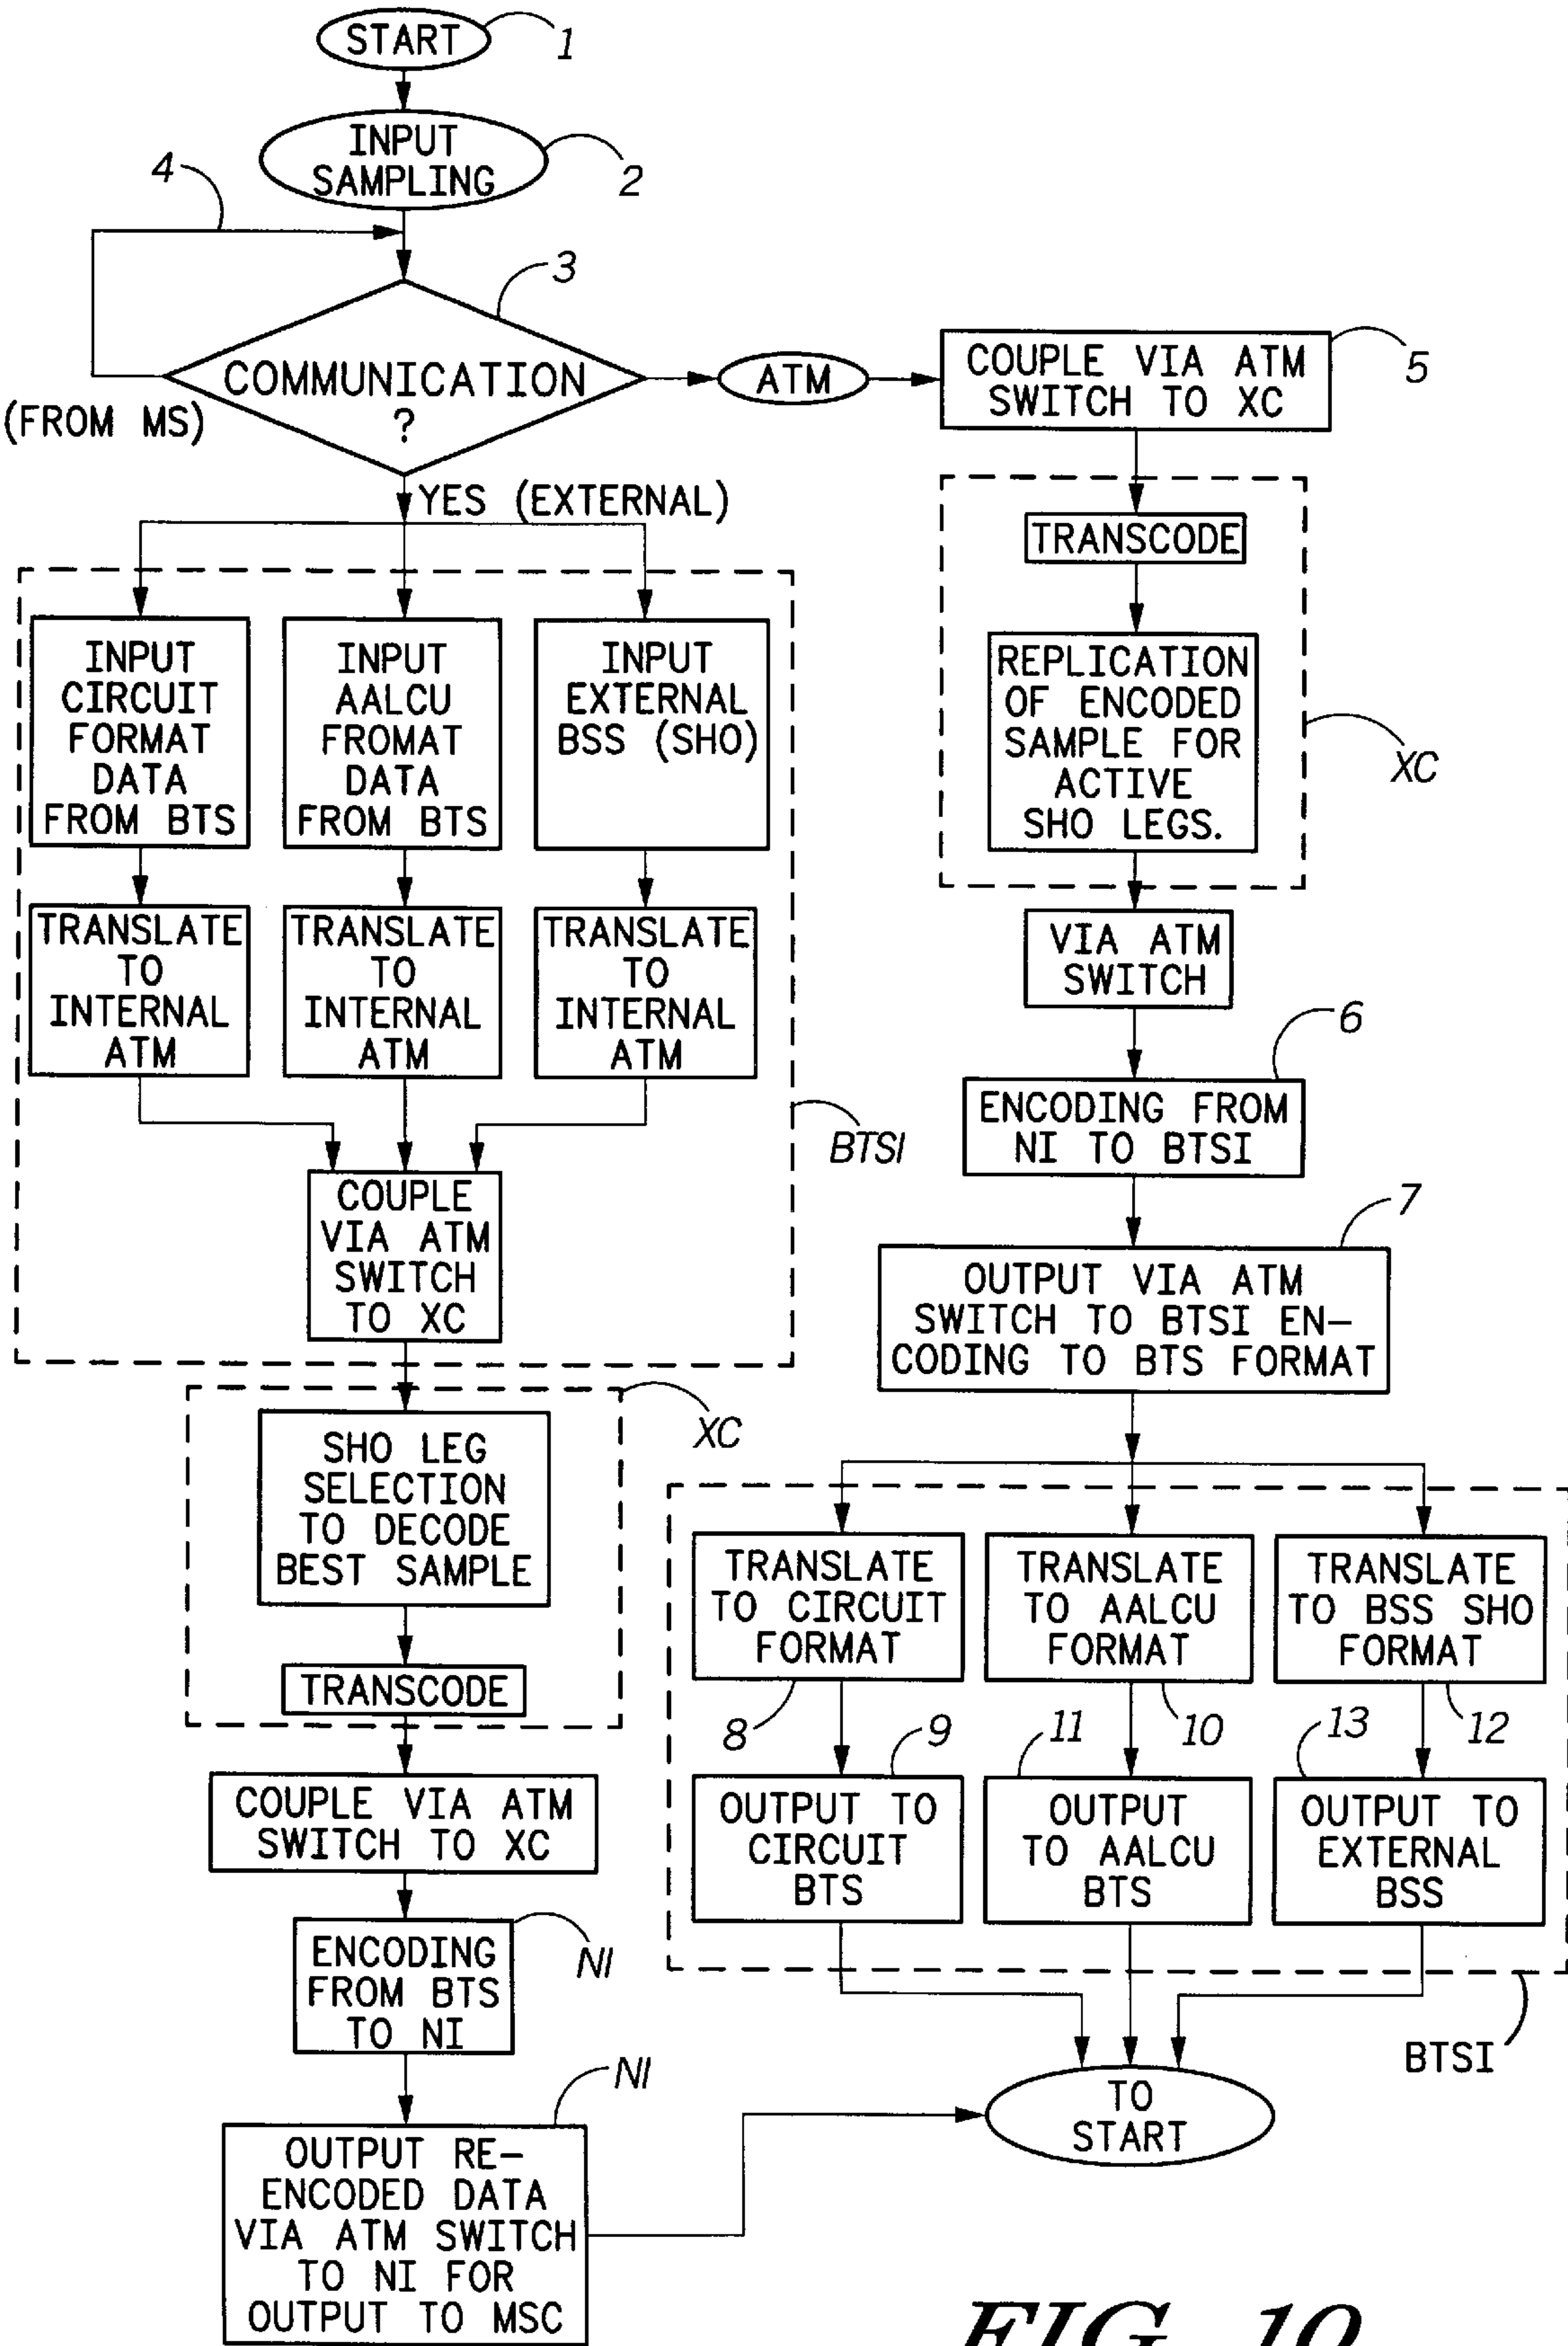 START
1
INPUT
SAMPLING
2
4
3
COMMUNICATION
?
(FROM MS)
ATM
COUPLE VIA ATM
SWITCH TO XC
5
YES (EXTERNAL)
INPUT
CIRCUIT
FORMAT
DATA
FROM BTS
INPUT
AALCU
FROMAT
DATA
FROM BTS
INPUT
EXTERNAL
BSS (SHO)
TRANSLATE
TO
INTERNAL
ATM
TRANSLATE
TO
INTERNAL
ATM
TRANSLATE
TO
INTERNAL
ATM
BTSI
COUPLE
VIA ATM
SWITCH
TO XC
SHO LEG
SELECTION
TO DECODE
BEST SAMPLE
XC
TRANSCODE
COUPLE VIA ATM
SWITCH TO XC
ENCODING
FROM BTS
TO NI
NI
OUTPUT RE-
ENCODED DATA
VIA ATM SWITCH
TO NI FOR
OUTPUT TO MSC
NI
TRANSCODE
REPLICATION
OF ENCODED
SAMPLE FOR
ACTIVE
SHO LEGS.
XC
VIA ATM
SWITCH
6
ENCODING FROM
NI TO BTSI
7
OUTPUT VIA ATM
SWITCH TO BTSI EN-
CODING TO BTS FORMAT
TRANSLATE
TO CIRCUIT
FORMAT
TRANSLATE
TO AALCU
FORMAT
TRANSLATE
TO BSS SHO
FORMAT
8
9
11
10
13
12
OUTPUT TO
CIRCUIT
BTS
OUTPUT
TO AALCU
BTS
OUTPUT TO
EXTERNAL
BSS
BTSI
TO
START
FIG. 10